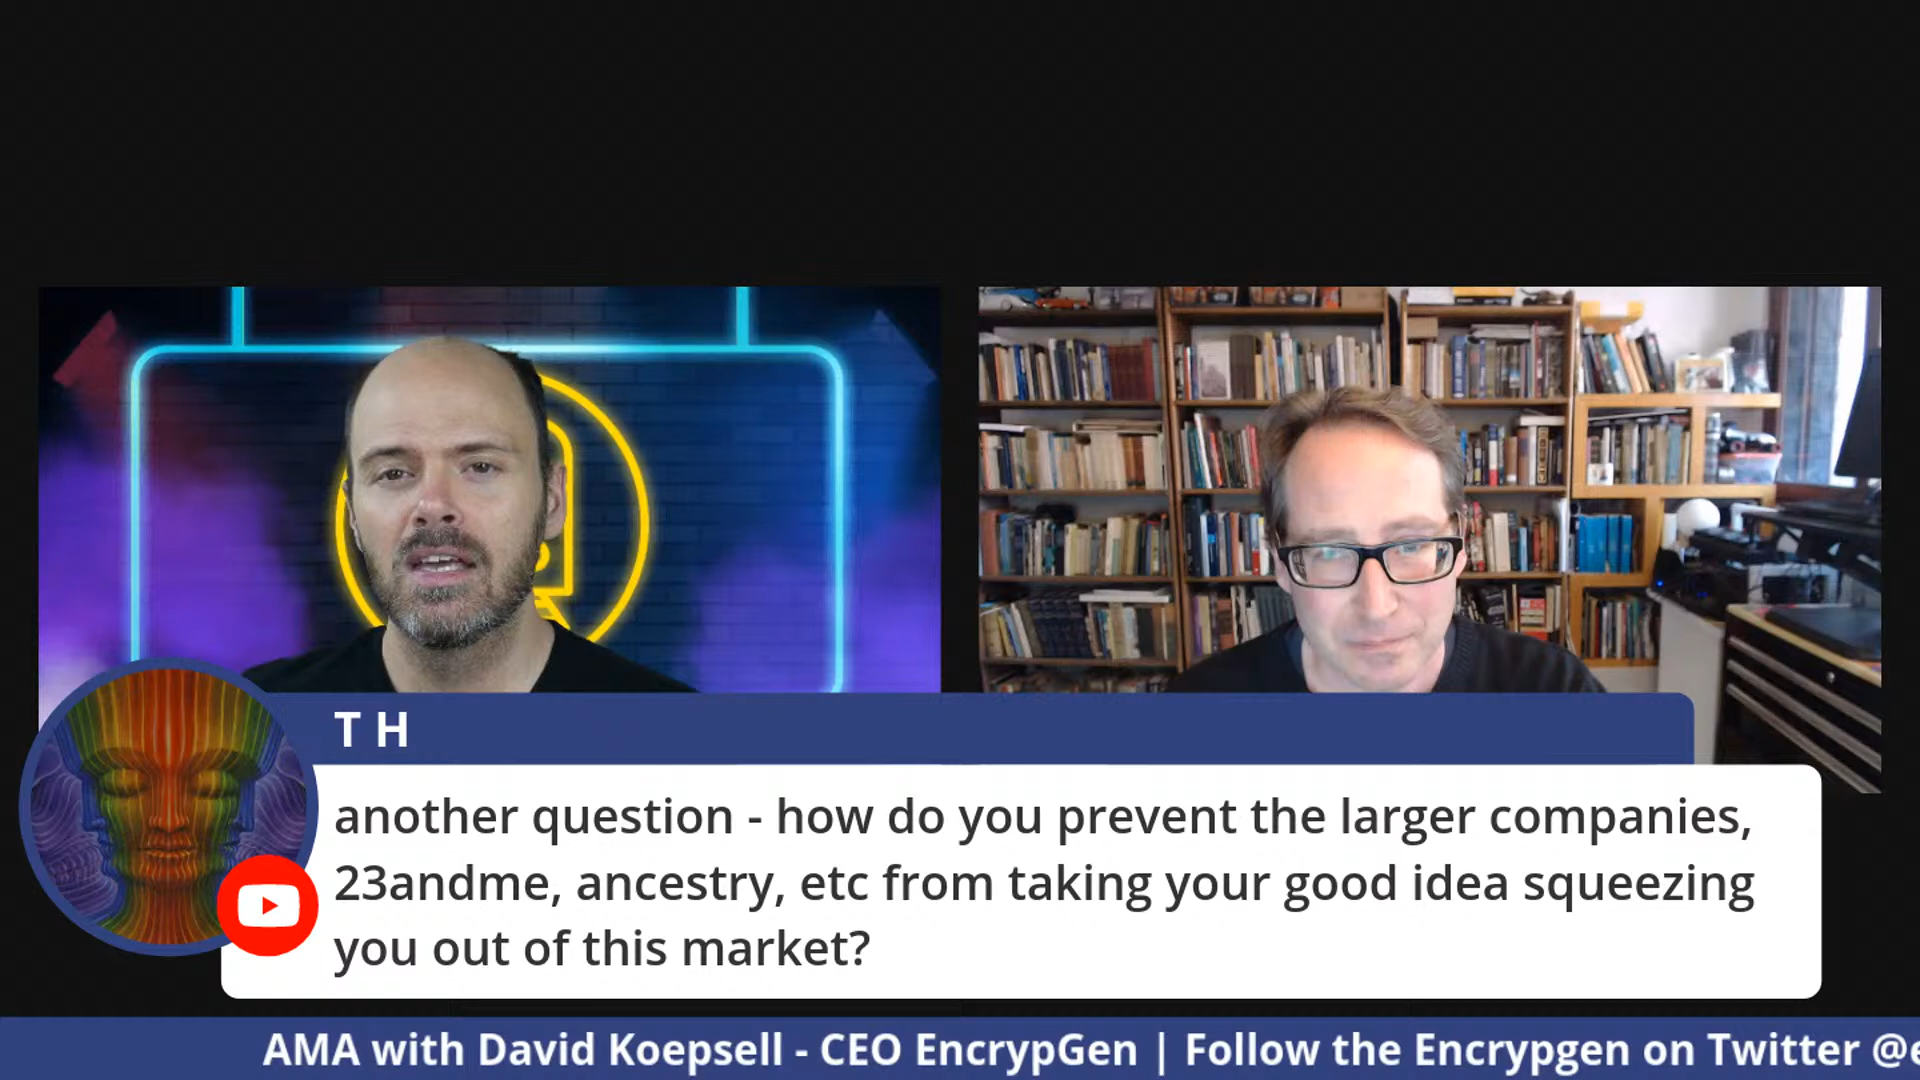 T H
another question - how do you prevent the larger companies,
23andme, ancestry, etc from taking your good idea squeezing
you out of this market?
AMA with David Koepsell - CEO EncrypGen | Follow the Encrypgen on Twitter @e